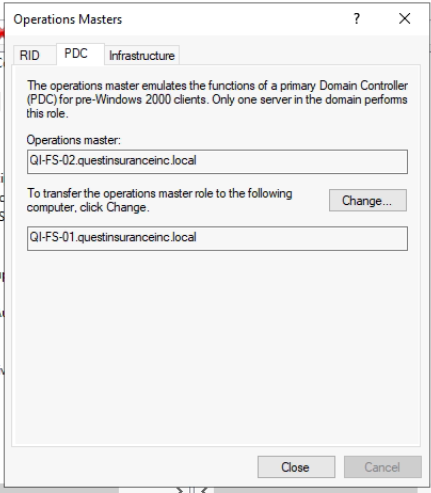 Operations Masters
RID PDC Infrastructure
The operations master emulates the functions of a primary Domain Controller
(PDC) for pre-Windows 2000 clients. Only one server in the domain performs
this role.
Operations master:
QI-FS-02.questinsuranceinc.local
To transfer the operations master role to the following
computer, click Change.
Change...
QI-FS-01.questinsuranceinc.local
Close Cancel